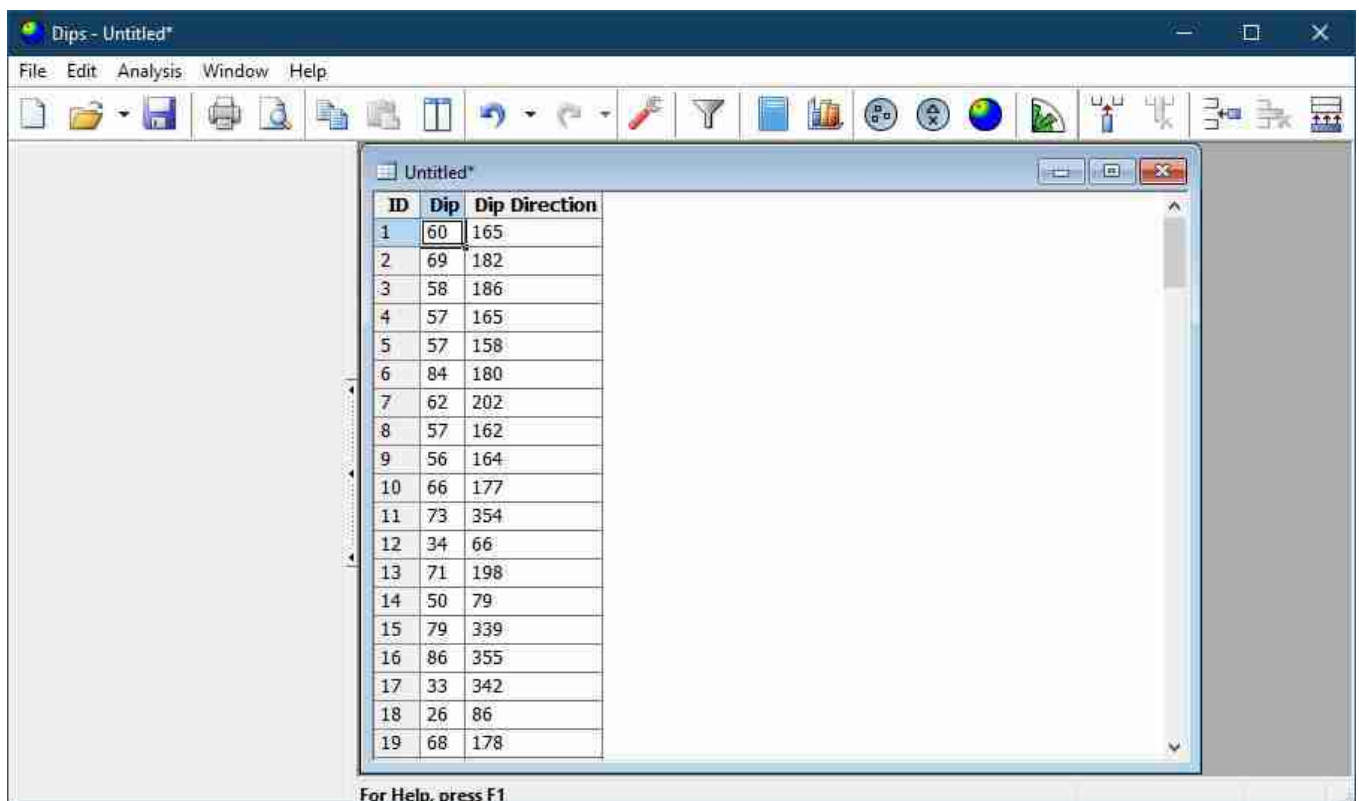 Dips - Untitled*
File Edit Analysis Window Help
Untitled*
ID Dip Dip Direction
1 60 165
2 69 182
3 58 186
4 57 165
5 57 158
6 84 180
7 62 202
8 57 162
9 56 164
10 66 177
11 73 354
12 34 66
13 71 198
14 50 79
15 79 339
16 86 355
17 33 342
18 26 86
19 68 178
For Help, press F1